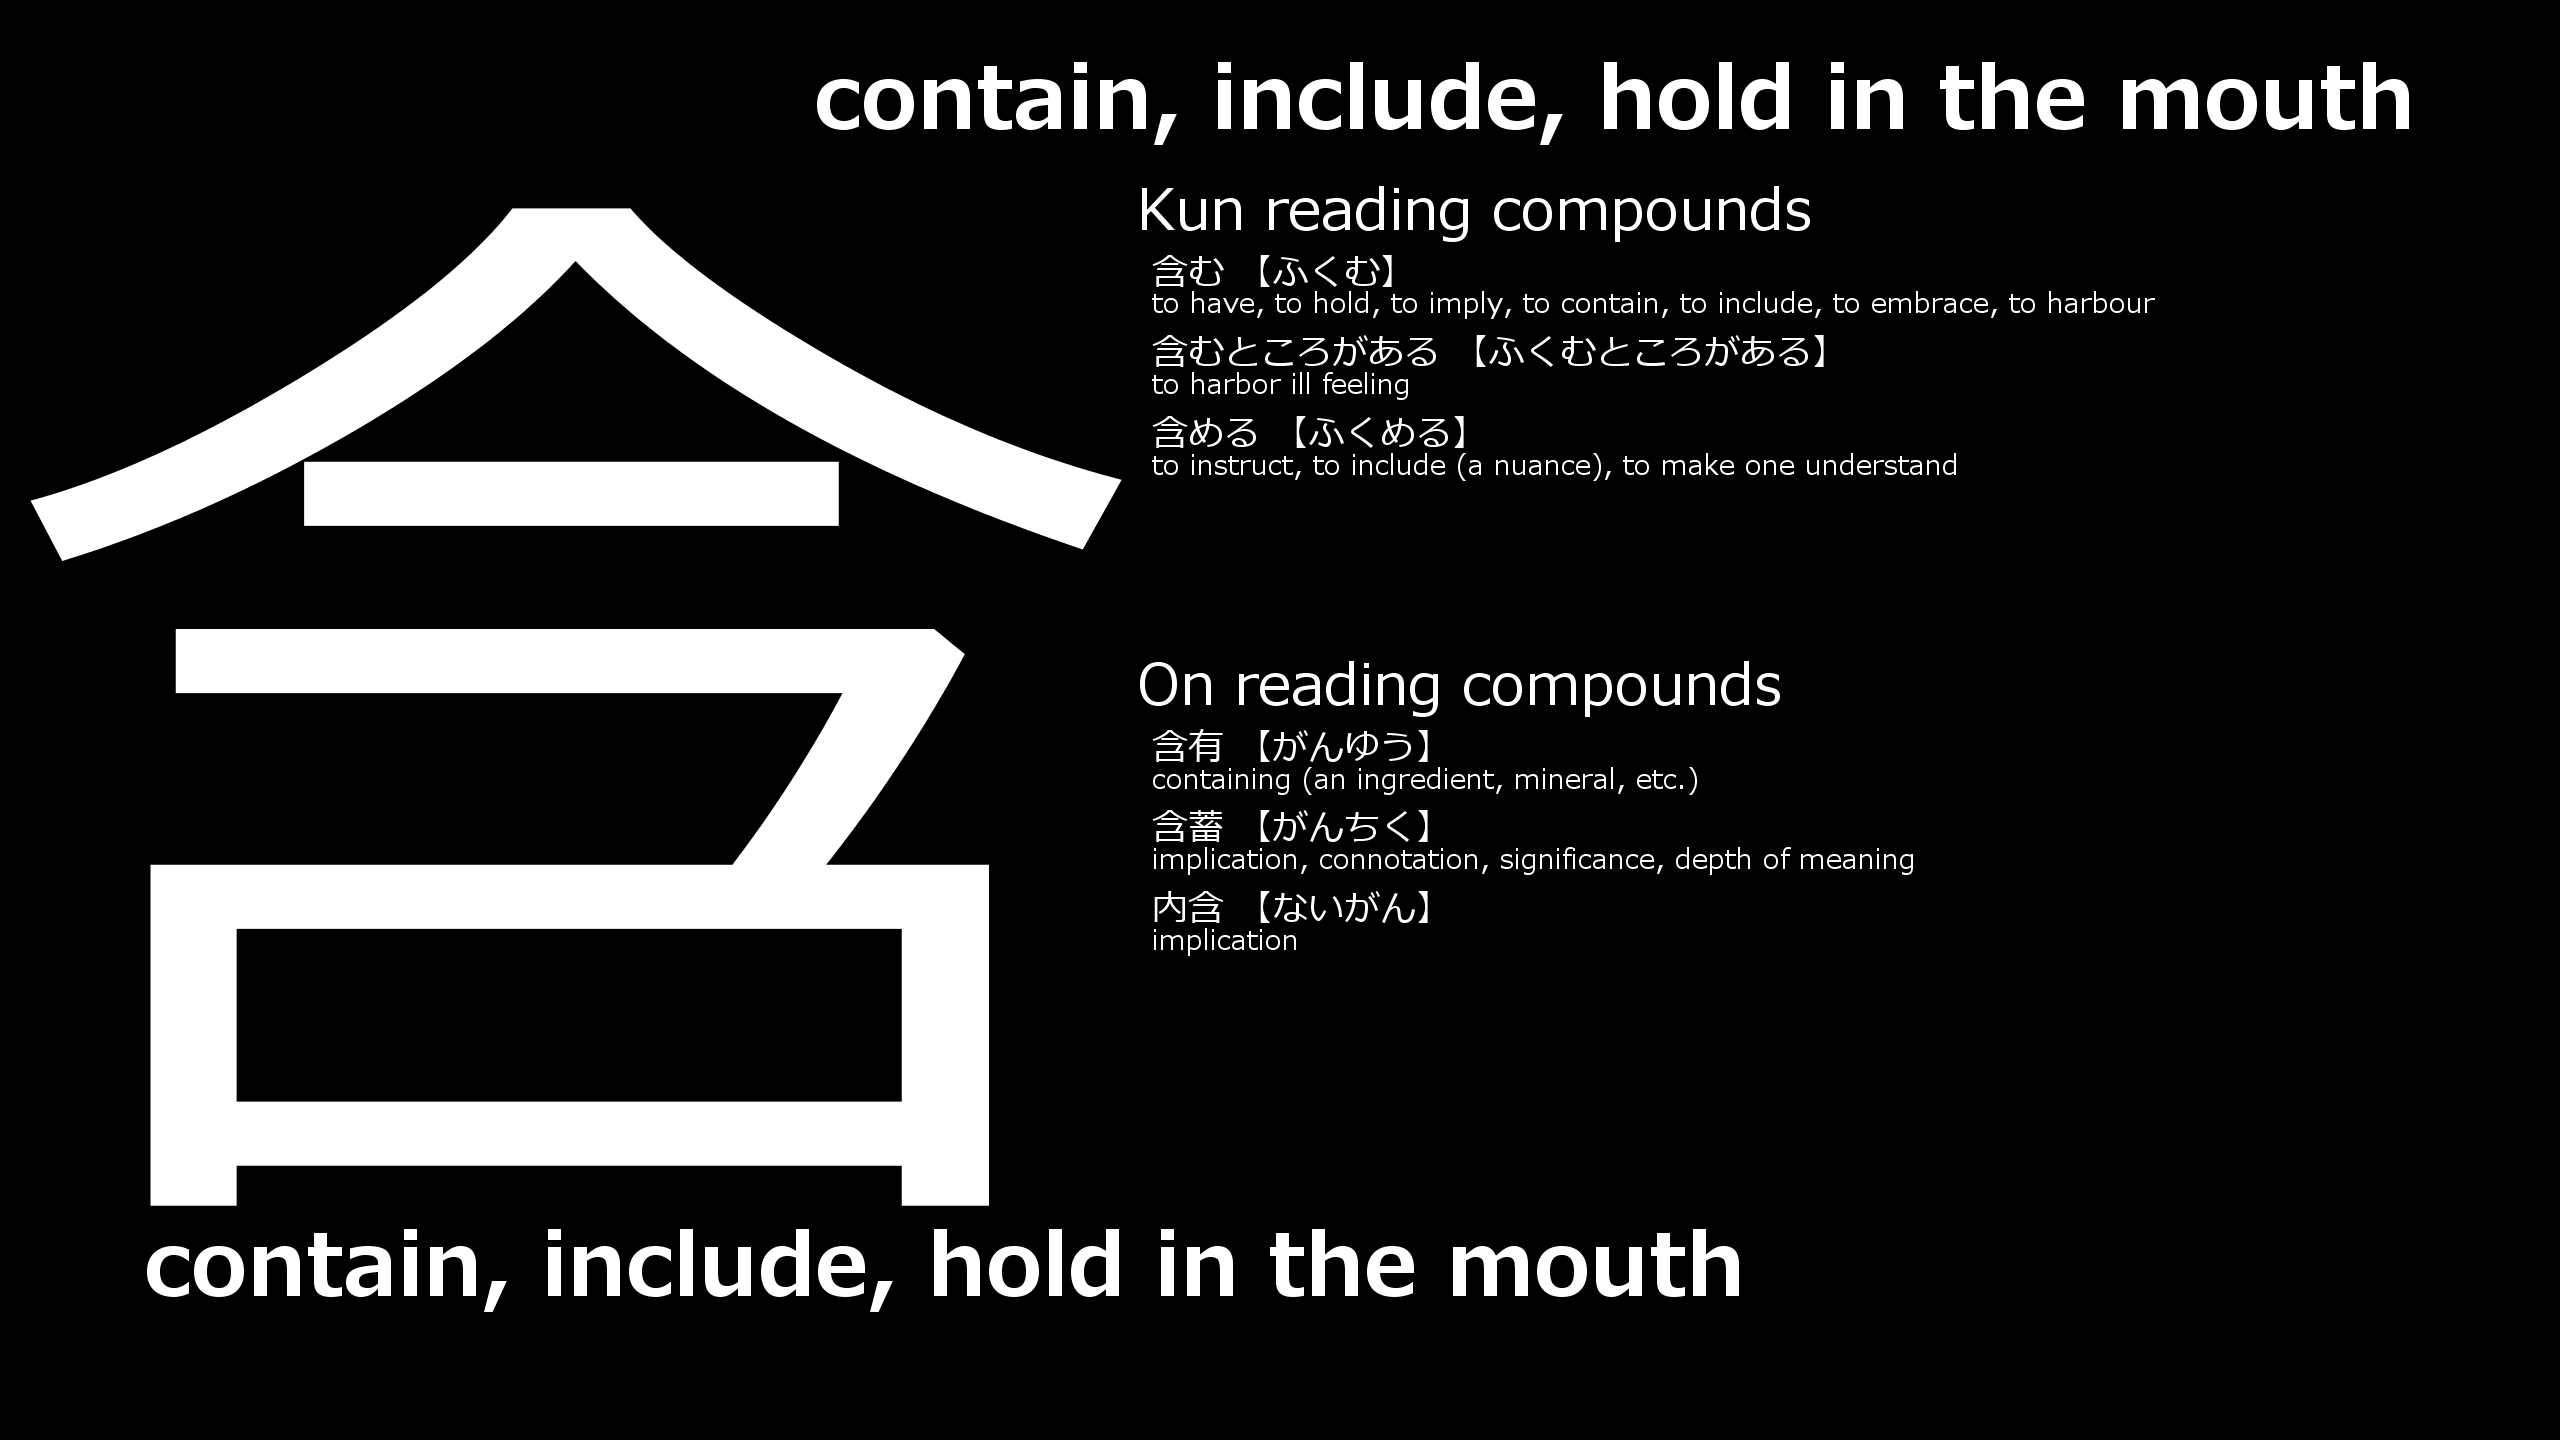 contain, include, hold in the mouth
含
Kun reading compounds
含む 【ふくむ】
to have, to hold, to imply, to contain, to include, to embrace, to harbour
含むところがある 【ふくむところがある】
to harbor ill feeling
含める 【ふくめる】
to instruct, to include (a nuance), to make one understand
On reading compounds
含有 【がんゆう】
containing (an ingredient, mineral, etc.)
含蓄 【がんちく】
implication, connotation, significance, depth of meaning
内含 【ないがん】
implication
contain, include, hold in the mouth